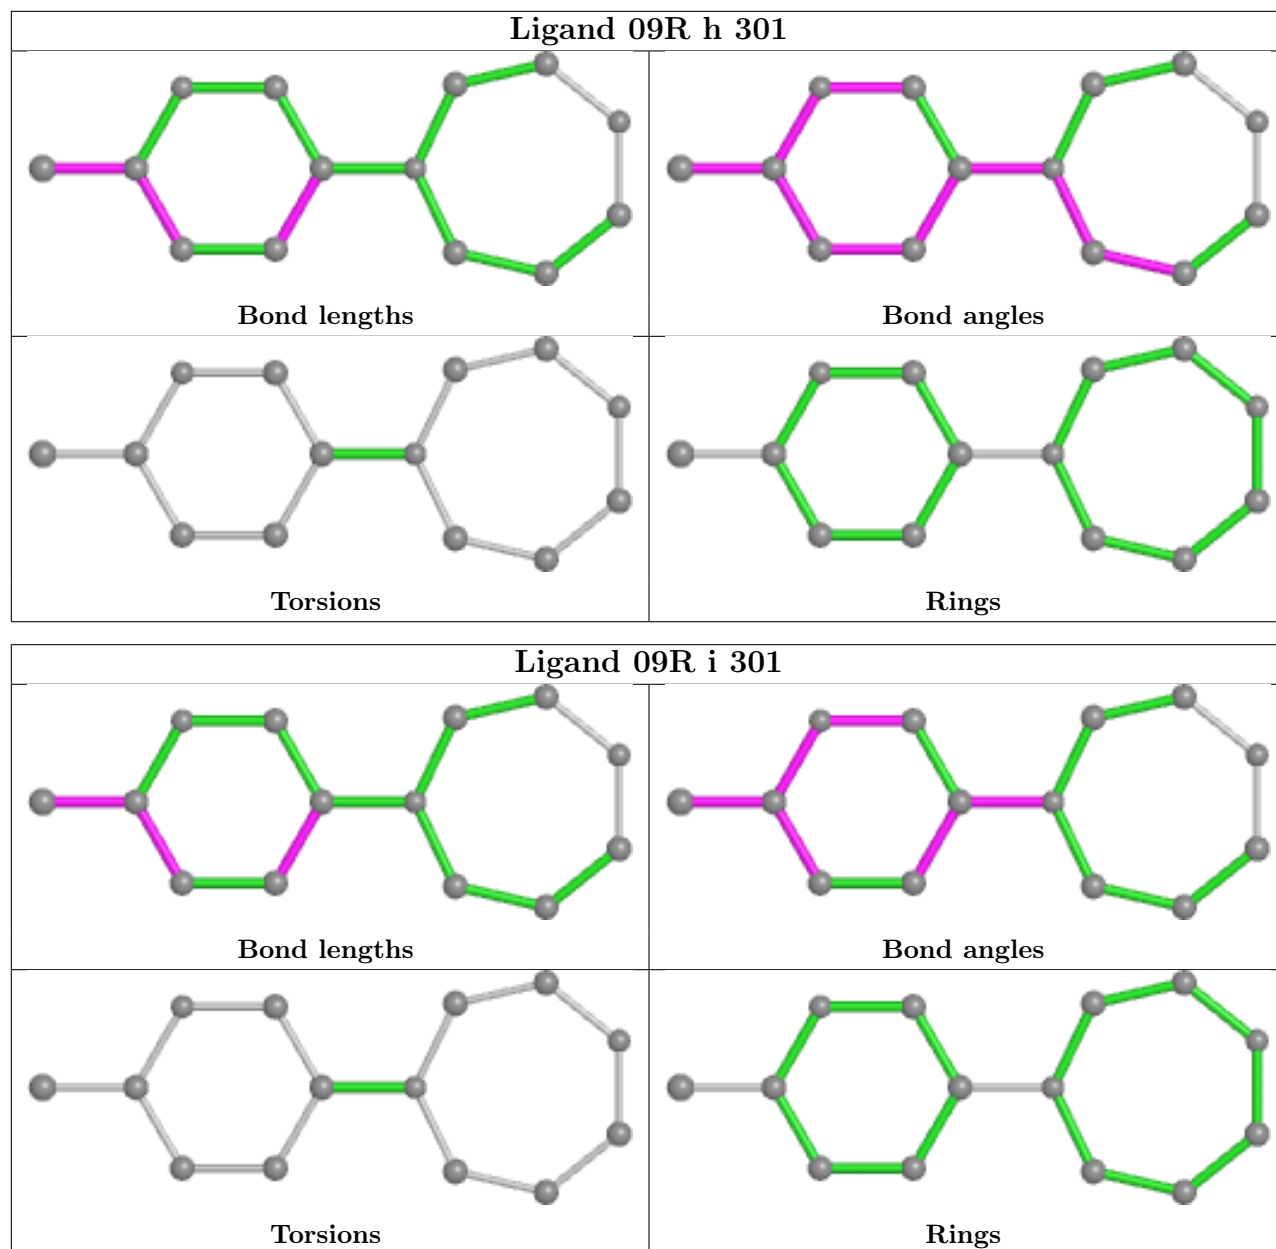 Ligand 09R h 301
Bond lengths
Bond angles
Torsions
Rings
Ligand 09R i 301
Bond lengths
Bond angles
Torsions
Rings